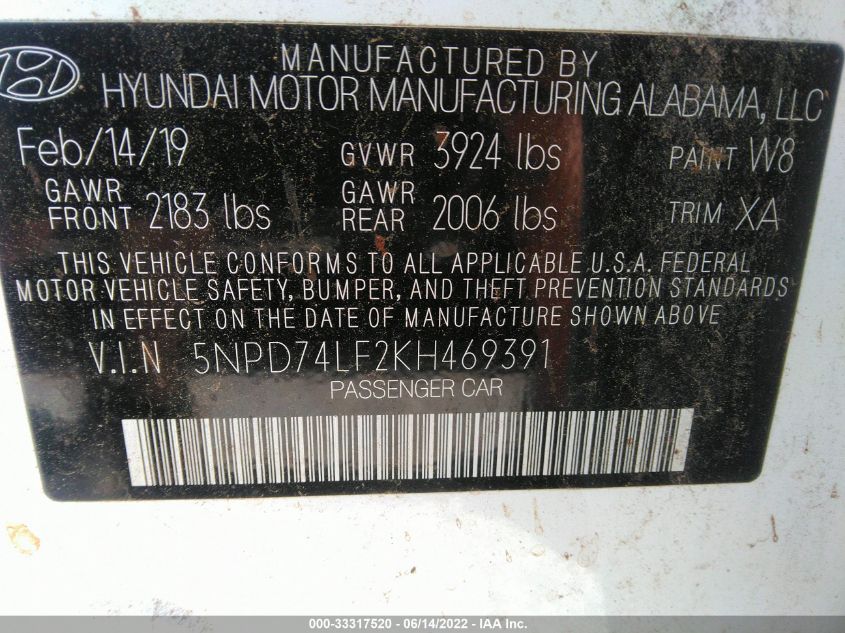 MANUFACTURED BY
HYUNDAI MOTOR MANUFACTURING ALABAMA, LLC
Feb/14/19 GVWR 3924 lbs PAINT W8
GAWR FRONT 2183 lbs GAWR REAR 2006 lbs TRIM XA
THIS VEHICLE CONFORMS TO ALL APPLICABLE U.S.A. FEDERAL
MOTOR VEHICLE SAFETY, BUMPER, AND THEFT PREVENTION STANDARDS
IN EFFECT ON THE DATE OF MANUFACTURE SHOWN ABOVE
V.I.N 5NPD74LF2KH469391
PASSENGER CAR
000-33317520 - 06/14/2022 - IAA Inc.